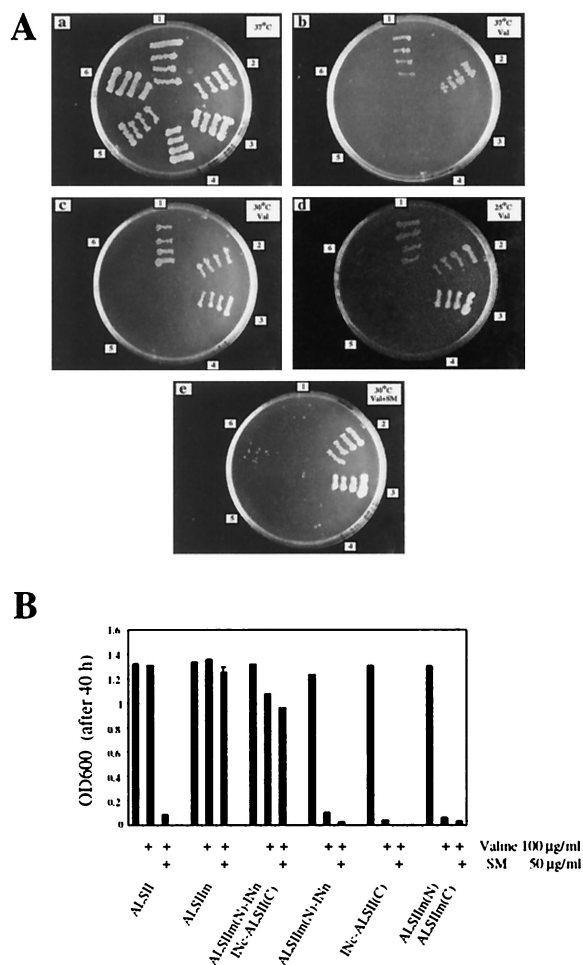 A
a
1
37°C
2
3
4
5
6
b
1
37°C
Val
2
3
4
5
6
c
1
30°C
Val
2
3
4
5
6
d
1
25°C
Val
2
3
4
5
6
e
1
30°C
Val+SM
2
3
4
5
6
B
OD600 (after 40 h)
1.6
1.4
1.2
1
0.8
0.6
0.4
0.2
0
+ + + + + + + + + + + + Valine 100 µg/ml
+ + + + + + SM 50 µg/ml
ALSII
ALSIIm
ALSIIm(N)-INn
INc-ALSII(C)
ALSIIm(N)-INn
INc-ALSII(C)
ALSIIm(N)
ALSIIm(C)